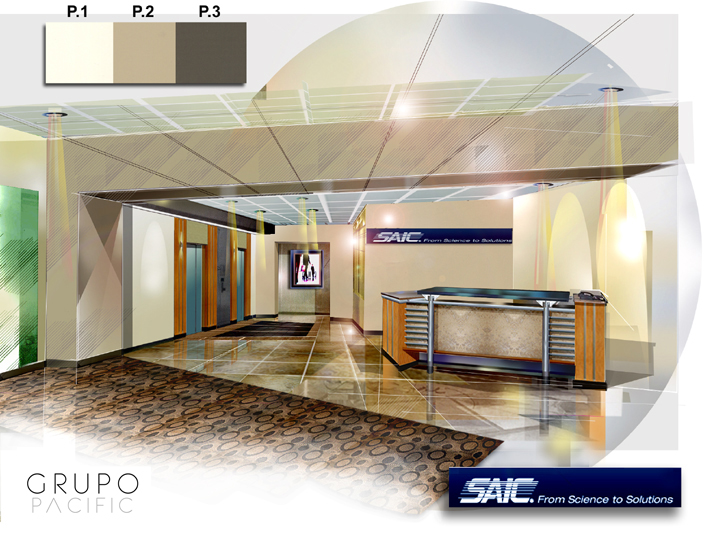 P.1 P.2 P.3
SAIC. From Science to Solutions
GRUPO
PACIFIC
SAIC. From Science to Solutions